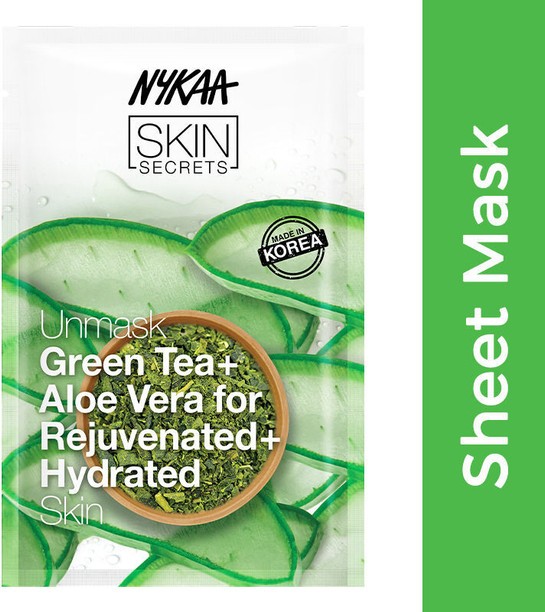 NYKAA
SKIN
SECRETS
MADE IN
KOREA
Unmask
Green Tea+
Aloe Vera for
Rejuvenated+
Hydrated
Skin
Sheet Mask